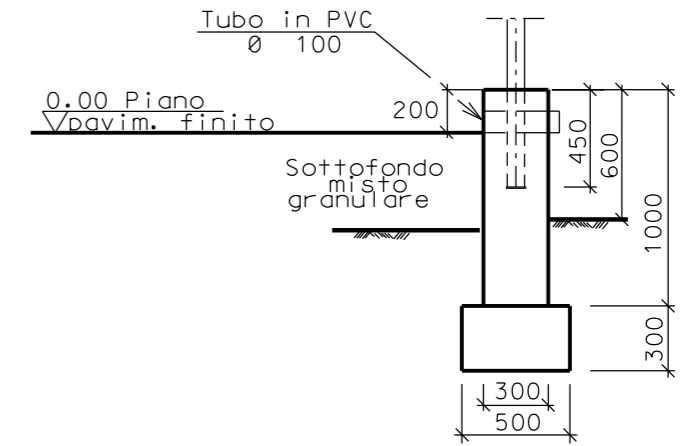 Tubo in PVC
Ø 100
0.00 Piano
pavim. finito
200
Sottofondo
misto
granulare
450
600
1000
300
300
500